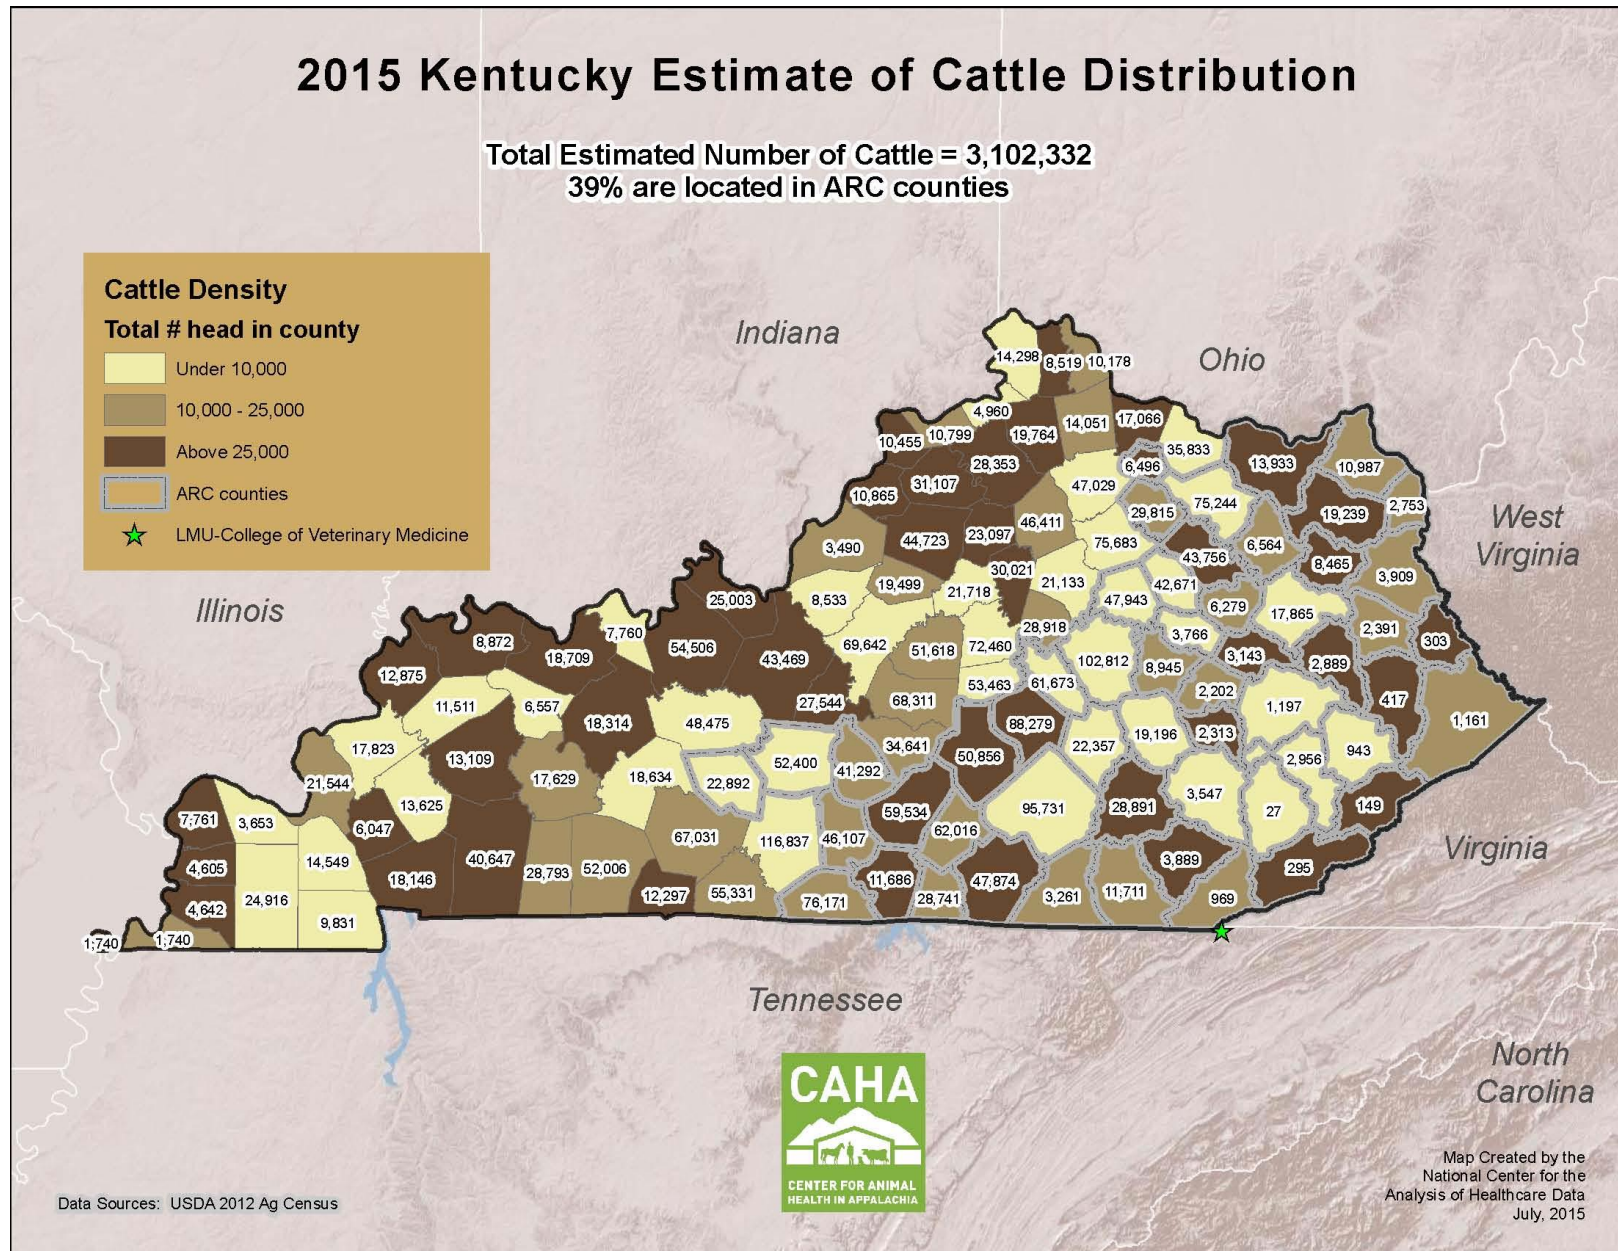 2015 Kentucky Estimate of Cattle Distribution
Total Estimated Number of Cattle = 3,102,332
39% are located in ARC counties
Cattle Density
Total # head in county
Under 10,000
10,000 - 25,000
Above 25,000
ARC counties
LMU-College of Veterinary Medicine
Indiana
Ohio
Illinois
West
Virginia
Virginia
Tennessee
North
Carolina
14,298 8,519 10,178
4,960
10,455 10,799 19,764 14,051 17,066
35,833
28,353 6,496 13,933 10,987
31,107 47,029
10,865 75,244 2,753
29,815 19,239
46,411
3,490 44,723 23,097 75,683 6,564
43,756
30,021 8,465 3,909
19,499 21,718 21,133 42,671
25,003 8,533 47,943 6,279 17,865
28,918 2,391
7,760 3,766 303
8,872 69,642 51,618 72,460
18,709 54,506 43,469 102,812 8,945 3,143 2,889
12,875 53,463 61,673
2,202
11,511 6,557 27,544 68,311 1,197 417
18,314 48,475 88,279 1,161
17,823 34,641 22,357 19,196 2,313
13,109 52,400 41,292 50,856 2,956 943
21,544 17,629 18,634 22,892
13,625 95,731 28,891 3,547 149
7,761 3,653 59,534 27
6,047 67,031 116,837 46,107 62,016
14,549 3,889
4,605 40,647 28,793 52,006 295
18,146 11,686 47,874
24,916 12,297 55,331 76,171 28,741 3,261 11,711 969
4,642 9,831
1,740 1,740
CAHA
CENTER FOR ANIMAL
HEALTH IN APPALACHIA
Data Sources: USDA 2012 Ag Census
Map Created by the
National Center for the
Analysis of Healthcare Data
July, 2015